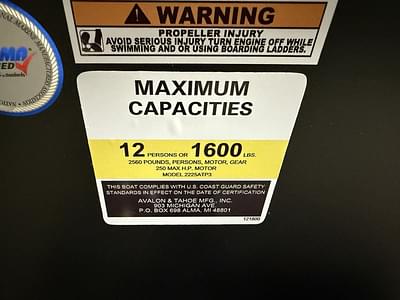 WARNING
PROPELLER INJURY
AVOID SERIOUS INJURY TURN ENGINE OFF WHILE
SWIMMING AND OR USING BOARDING LADDERS.
MAXIMUM
CAPACITIES
12 PERSONS OR 1600 LBS.
2560 POUNDS, PERSONS, MOTOR, GEAR
250 MAX H.P. MOTOR
MODEL 2225ATP3
THIS BOAT COMPLIES WITH U.S. COAST GUARD SAFETY
STANDARDS IN EFFECT ON THE DATE OF CERTIFICATION
AVALON & TAHOE MFG., INC.
903 MICHIGAN AVE.
P.O. BOX 698 ALMA, MI 48801
121800